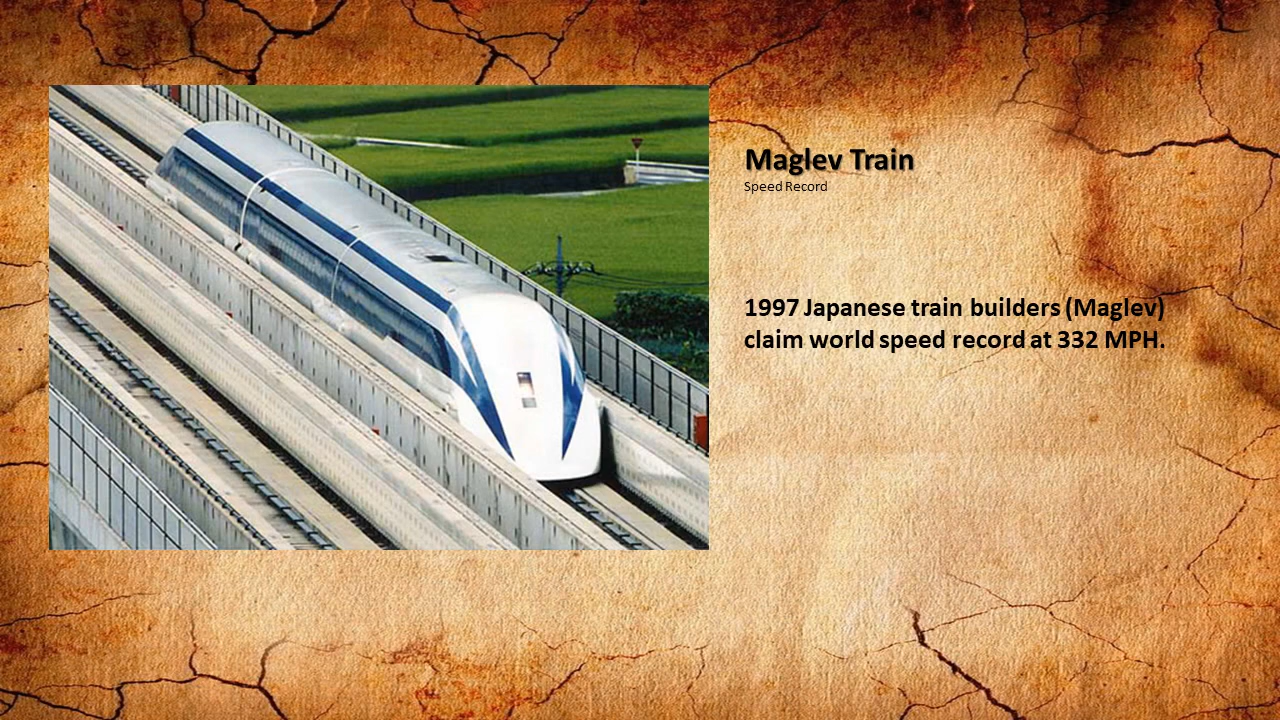 Maglev Train
Speed Record
1997 Japanese train builders (Maglev)
claim world speed record at 332 MPH.